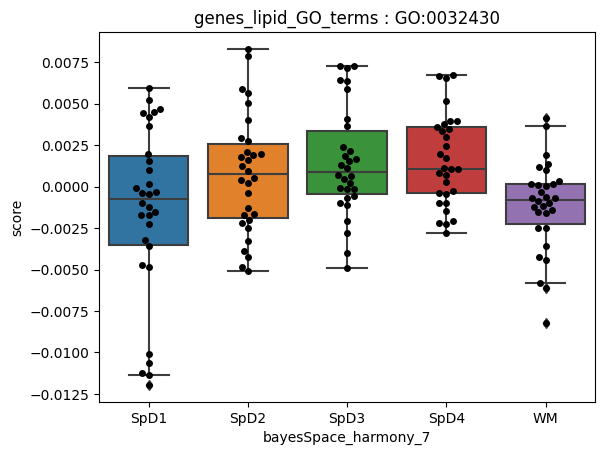 genes_lipid_GO_terms : GO:0032430
score
0.0075
0.0050
0.0025
0.0000
−0.0025
−0.0050
−0.0075
−0.0100
−0.0125
SpD1 SpD2 SpD3 SpD4 WM
bayesSpace_harmony_7